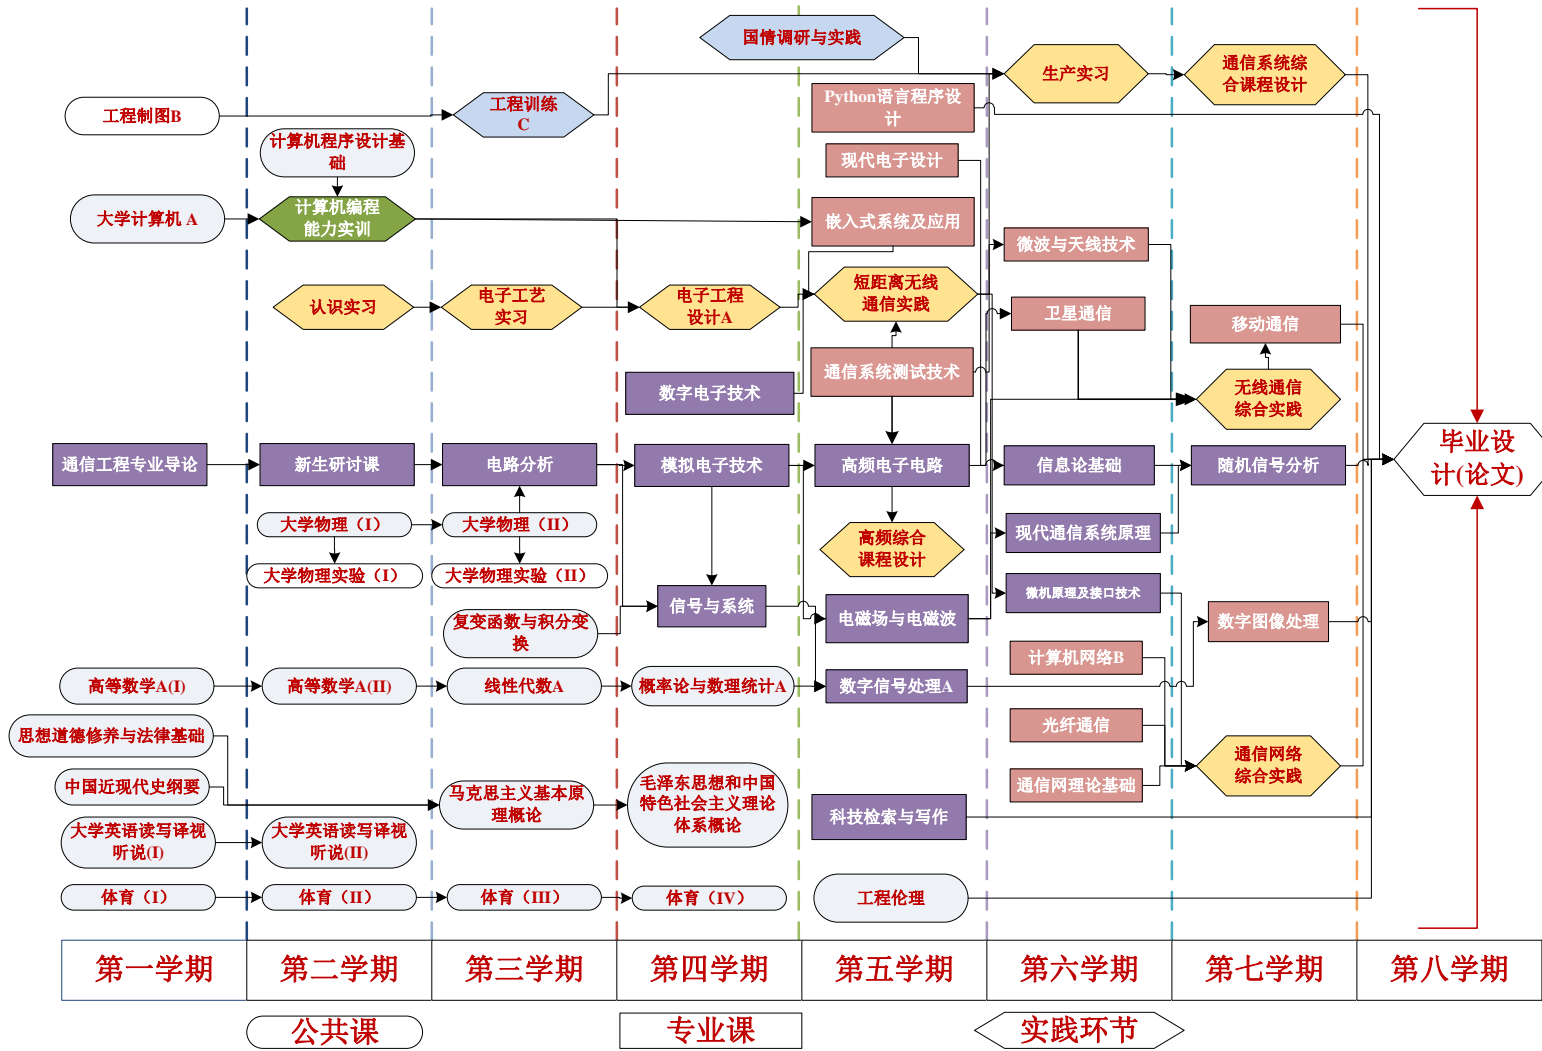 国情调研与实践
生产实习
通信系统综
合课程设计
工程制图B
工程训练
C
Python语言程序设
计
计算机程序设计基
础
现代电子设计
大学计算机 A
计算机编程
能力实训
嵌入式系统及应用
微波与天线技术
认识实习
电子工艺
实习
电子工程
设计A
短距离无线
通信实践
卫星通信
移动通信
数字电子技术
通信系统测试技术
无线通信
综合实践
毕业设
计(论文)
通信工程专业导论
新生研讨课
电路分析
模拟电子技术
高频电子电路
信息论基础
随机信号分析
大学物理（I）
大学物理（II）
高频综合
课程设计
现代通信系统原理
大学物理实验（I）
大学物理实验（II）
信号与系统
电磁场与电磁波
微机原理及接口技术
复变函数与积分变
换
数字图像处理
计算机网络B
高等数学A(I)
高等数学A(II)
线性代数A
概率论与数理统计A
数字信号处理A
思想道德修养与法律基础
光纤通信
通信网络
综合实践
中国近现代史纲要
马克思主义基本原
理概论
毛泽东思想和中国
特色社会主义理论
体系概论
通信网理论基础
大学英语读写译视
听说(I)
大学英语读写译视
听说(II)
科技检索与写作
体育（I）
体育（II）
体育（III）
体育（IV）
工程伦理
第一学期
第二学期
第三学期
第四学期
第五学期
第六学期
第七学期
第八学期
公共课
专业课
实践环节